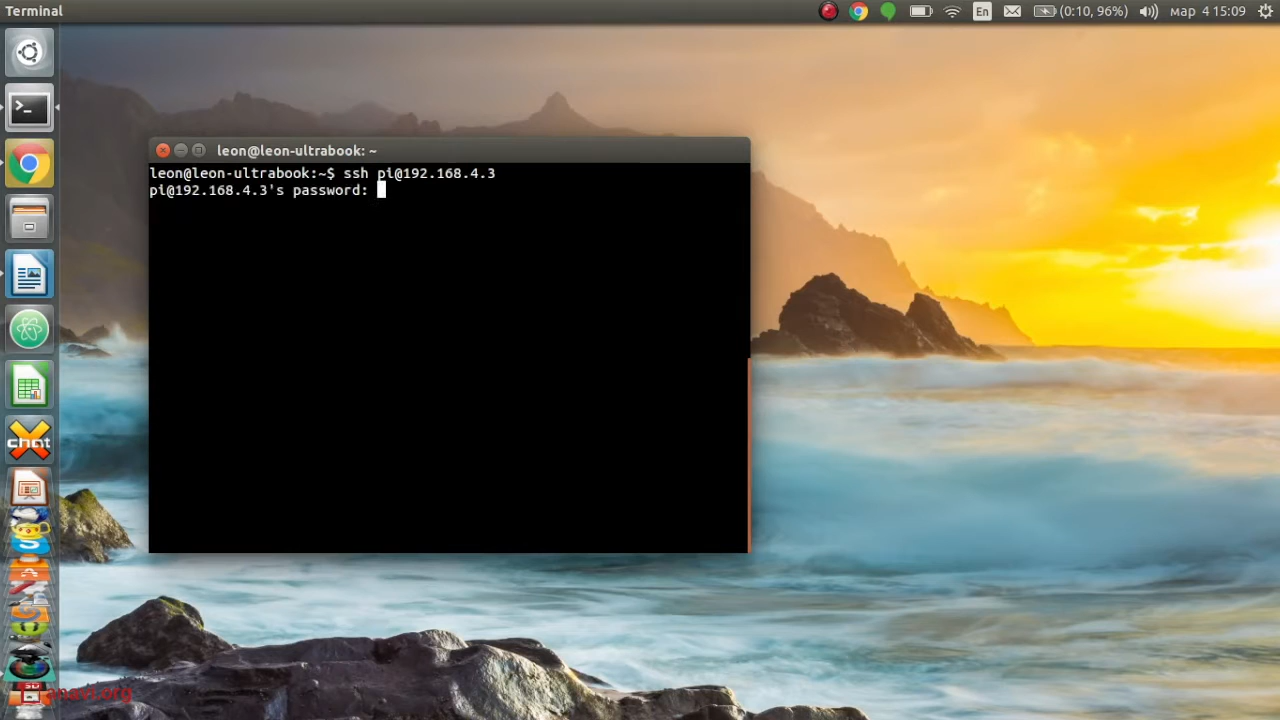 Terminal
En
(0:10, 96%)
мар 4 15:09
leon@leon-ultrabook: ~
leon@leon-ultrabook:~$ ssh pi@192.168.4.3
pi@192.168.4.3's password:
chat
anavi.org